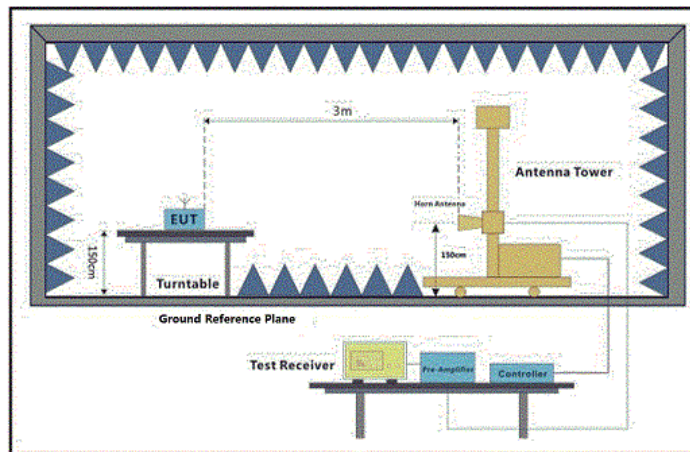 3m
Antenna Tower
Horn Antenna
EUT
150cm
150cm
Turntable
Ground Reference Plane
Test Receiver
Pre-Amplifier
Controller